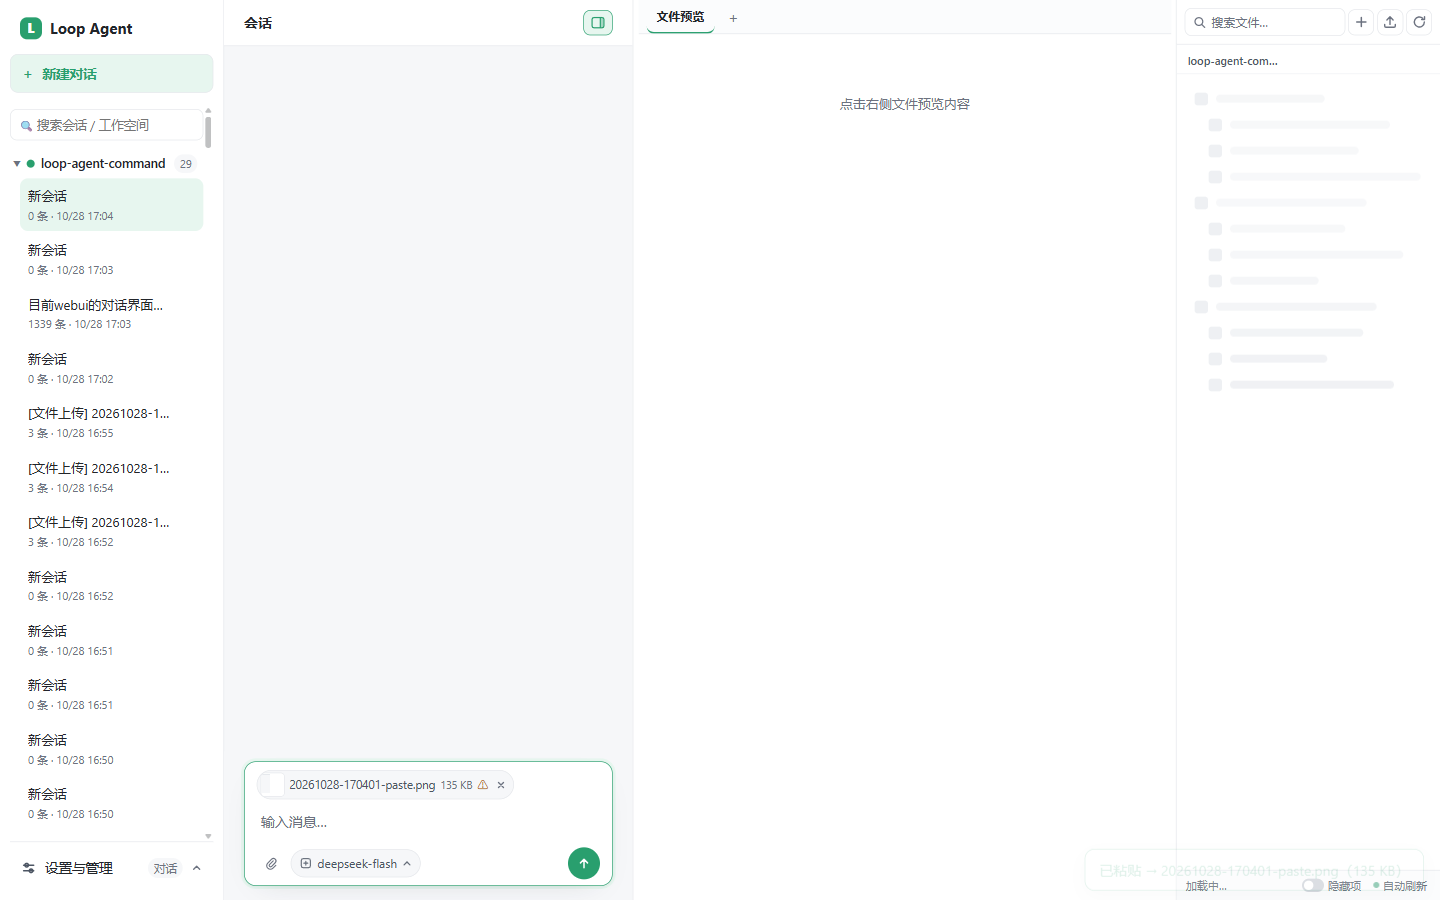 L Loop Agent
+ 新建对话
搜索会话 / 工作空间
loop-agent-command 29
新会话
0 条 · 10/28 17:04
新会话
0 条 · 10/28 17:03
目前webui的对话界面...
1339 条 · 10/28 17:03
新会话
0 条 · 10/28 17:02
[文件上传] 20261028-1...
3 条 · 10/28 16:55
[文件上传] 20261028-1...
3 条 · 10/28 16:54
[文件上传] 20261028-1...
3 条 · 10/28 16:52
新会话
0 条 · 10/28 16:52
新会话
0 条 · 10/28 16:51
新会话
0 条 · 10/28 16:51
新会话
0 条 · 10/28 16:50
新会话
0 条 · 10/28 16:50
设置与管理 对话
会话
20261028-170401-paste.png 135 KB
输入消息...
deepseek-flash
文件预览 +
点击右侧文件预览内容
搜索文件...
loop-agent-com...
已粘贴 → 20261028-170401-paste.png (135 KB)
加载中... 隐藏项 自动刷新